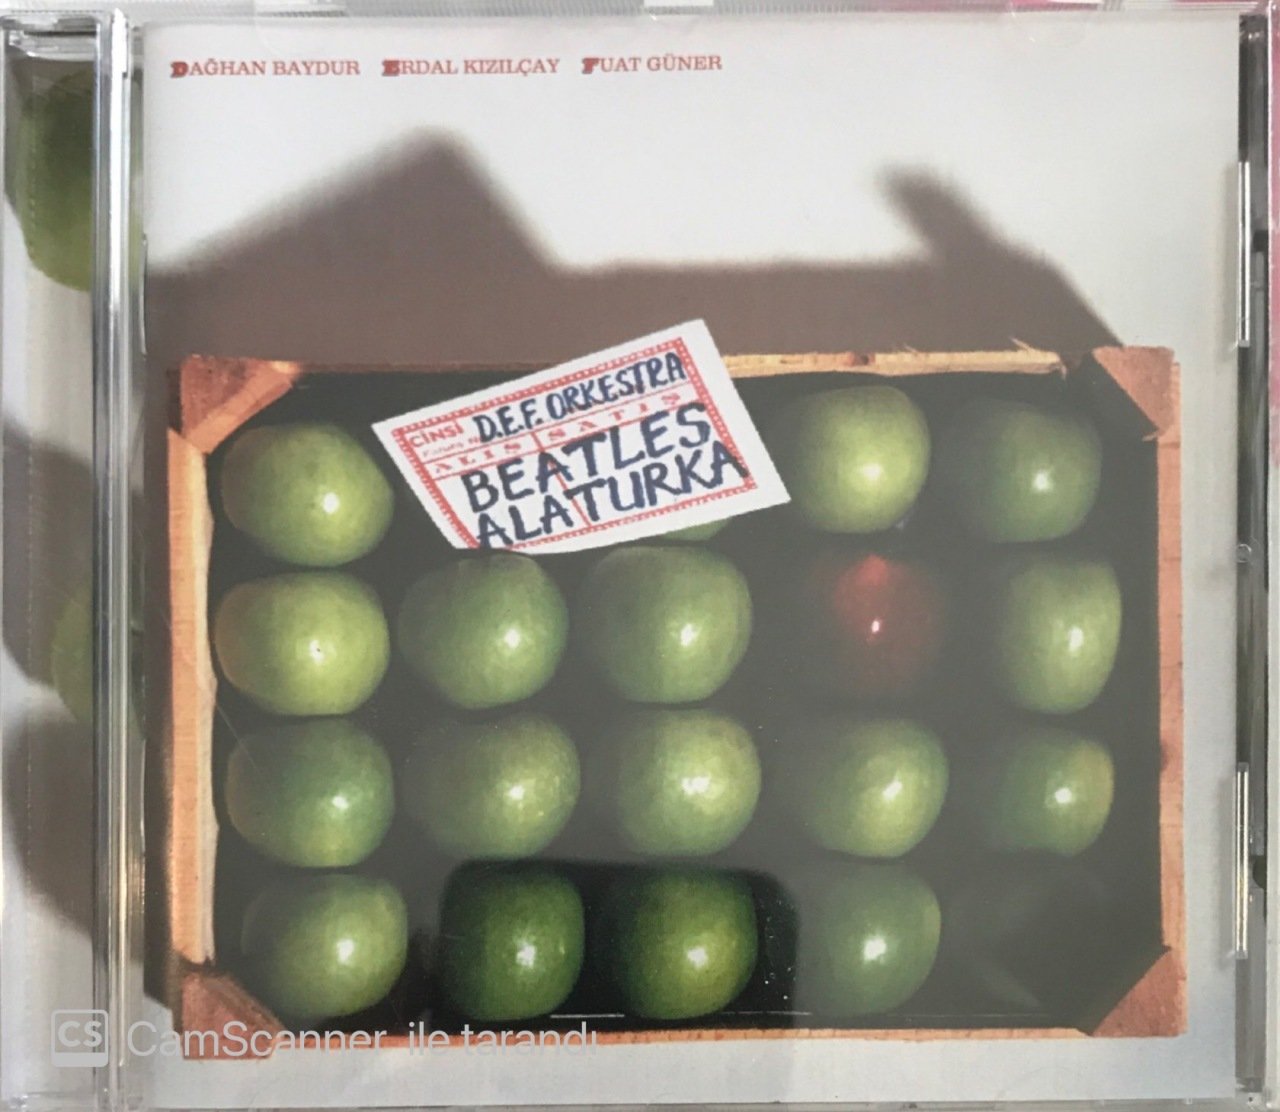 DAĞHAN BAYDUR ERDAL KIZILÇAY FUAT GÜNER
CİNSİ D.E.F. ORKESTRA
ALIŞ SATIŞ
BEATLES
ALATURKA
CS CamScanner ile tarandı